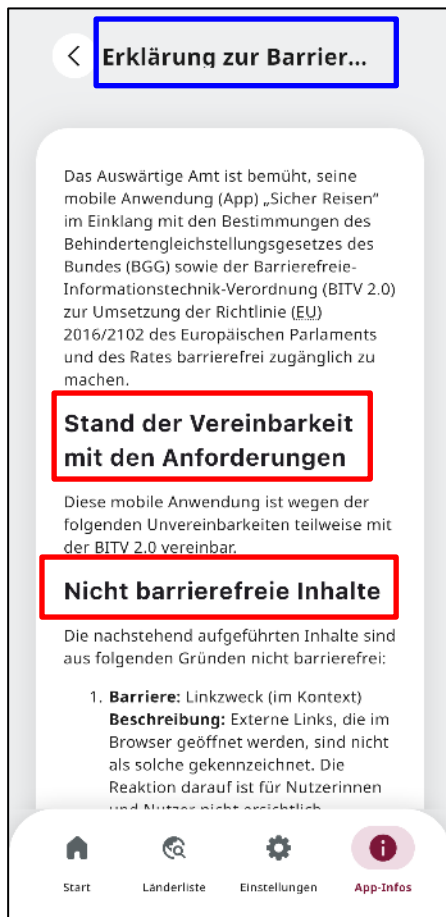 Erklärung zur Barrier...
Das Auswärtige Amt ist bemüht, seine
mobile Anwendung (App) „Sicher Reisen“
im Einklang mit den Bestimmungen des
Behindertengleichstellungsgesetzes des
Bundes (BGG) sowie der Barrierefreie-
Informationstechnik-Verordnung (BITV 2.0)
zur Umsetzung der Richtlinie (EU)
2016/2102 des Europäischen Parlaments
und des Rates barrierefrei zugänglich zu
machen.
Stand der Vereinbarkeit
mit den Anforderungen
Diese mobile Anwendung ist wegen der
folgenden Unvereinbarkeiten teilweise mit
der BITV 2.0 vereinbar.
Nicht barrierefreie Inhalte
Die nachstehend aufgeführten Inhalte sind
aus folgenden Gründen nicht barrierefrei:
1. Barriere: Linkzweck (im Kontext)
Beschreibung: Externe Links, die im
Browser geöffnet werden, sind nicht
als solche gekennzeichnet. Die
Reaktion darauf ist für Nutzerinnen
und Nutzer nicht ersichtlich
Start Länderliste Einstellungen App-Infos